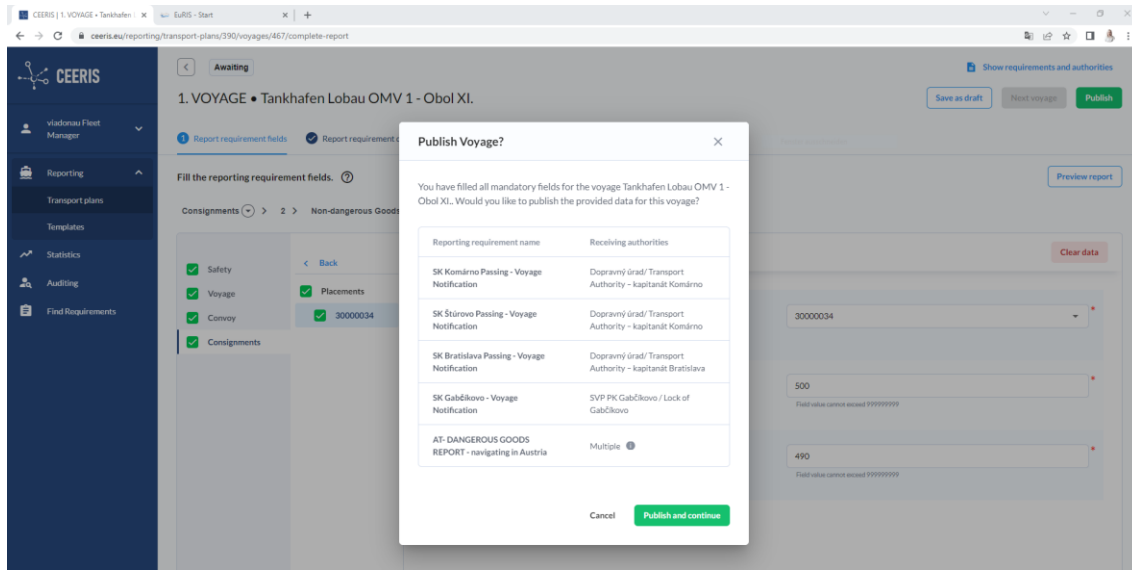 CEERIS | 1. VOYAGE • Tankhafen
EuRIS - Start
ceeris.eu/reporting/transport-plans/390/voyages/467/complete-report
CEERIS
viadonau Fleet
Manager
Reporting
Transport plans
Templates
Statistics
Auditing
Find Requirements
Awaiting
Show requirements and authorities
1. VOYAGE • Tankhafen Lobau OMV 1 - Obol XI.
Save as draft
Next voyage
Publish
1 Report requirement fields
Report requirement
Fill the reporting requirement fields.
Preview report
Consignments > 2 > Non-dangerous Goods
Safety
Voyage
Convoy
Consignments
< Back
Placements
30000034
Clear data
30000034 *
500 *
Field value cannot exceed 999999999
490 *
Field value cannot exceed 999999999
Publish Voyage?
You have filled all mandatory fields for the voyage Tankhafen Lobau OMV 1 -
Obol XI.. Would you like to publish the provided data for this voyage?
Reporting requirement name
Receiving authorities
SK Komárno Passing - Voyage
Notification
Dopravný úrad/ Transport
Authority – kapitanát Komárno
SK Štúrovo Passing - Voyage
Notification
Dopravný úrad/ Transport
Authority – kapitanát Komárno
SK Bratislava Passing - Voyage
Notification
Dopravný úrad/ Transport
Authority – kapitanát Bratislava
SK Gabčíkovo - Voyage
Notification
SVP PK Gabčíkovo / Lock of
Gabčíkovo
AT- DANGEROUS GOODS
REPORT - navigating in Austria
Multiple
Cancel
Publish and continue